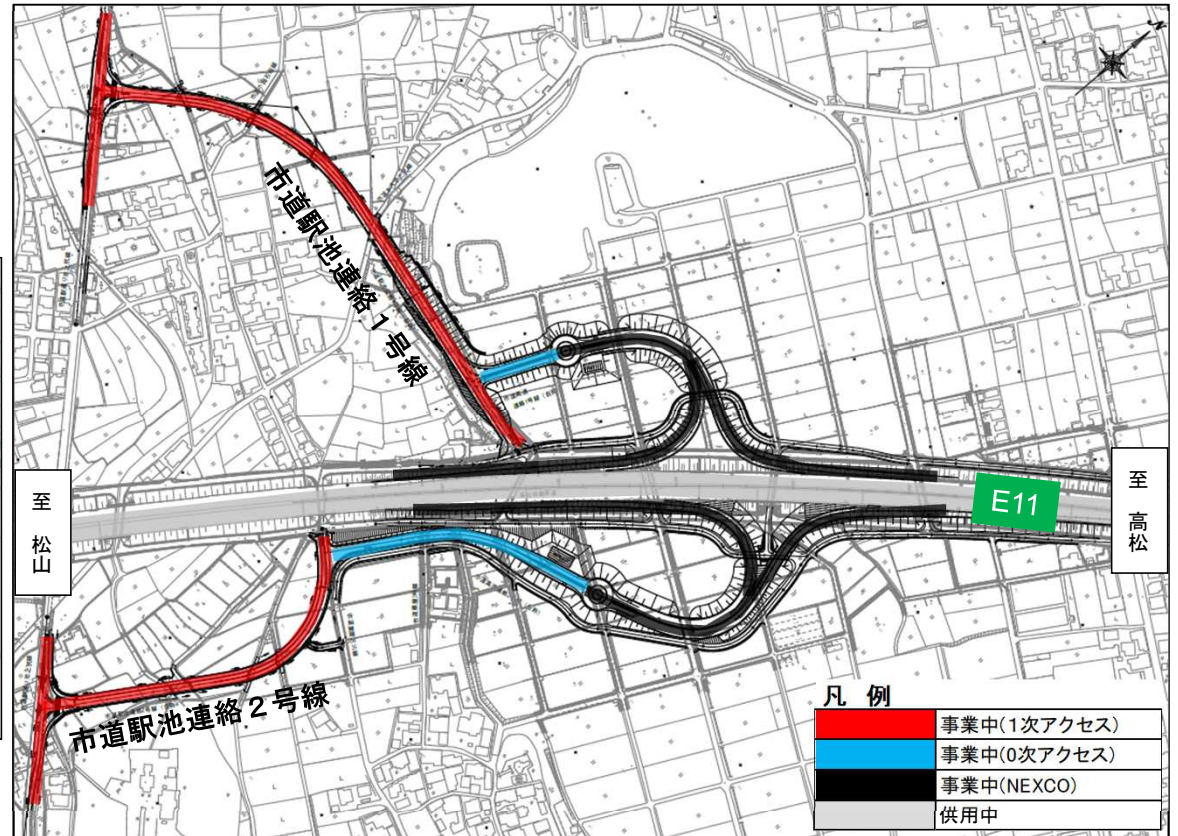 市道駅池連絡１号線
至 松山
E11
至 高松
市道駅池連絡２号線
凡 例
事業中(1次アクセス)
事業中(0次アクセス)
事業中(NEXCO)
供用中